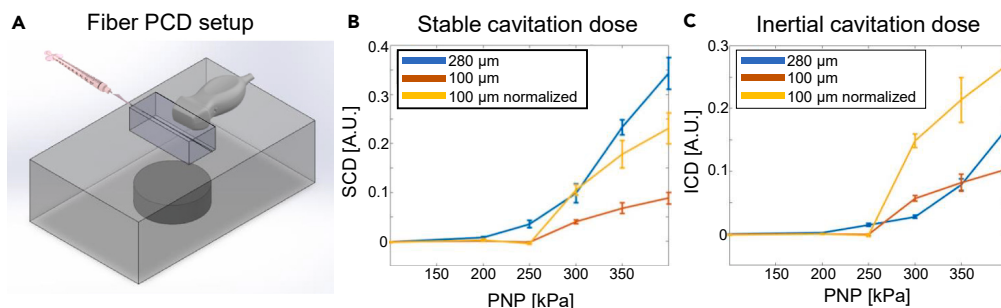 A Fiber PCD setup
B Stable cavitation dose
0.4
0.3
0.2
0.1
0
SCD [A.U.]
280 μm
100 μm
100 μm normalized
150 200 250 300 350
PNP [kPa]
C Inertial cavitation dose
0.3
0.2
0.1
0
ICD [A.U.]
280 μm
100 μm
100 μm normalized
150 200 250 300 350
PNP [kPa]